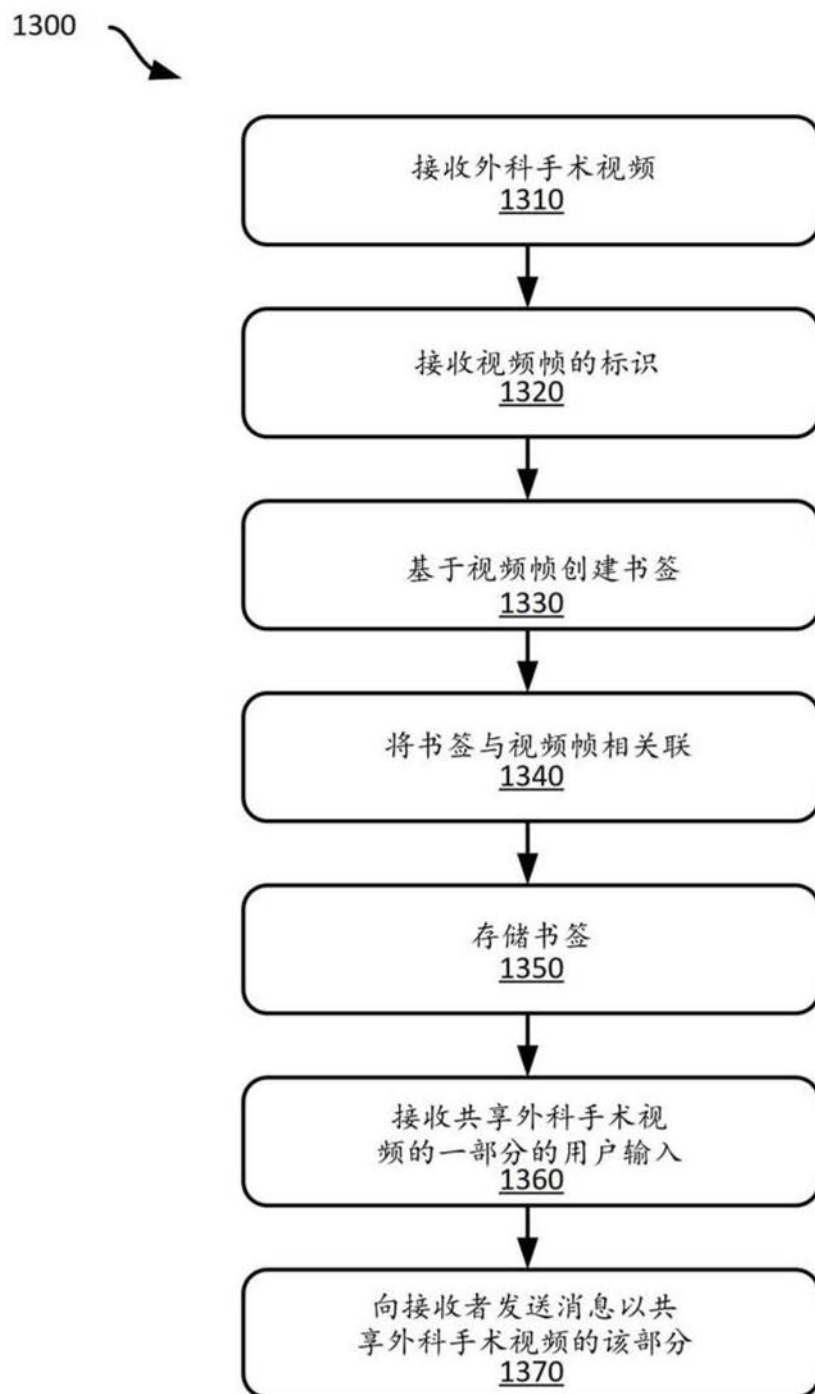 1300
接收外科手术视频
1310
接收视频帧的标识
1320
基于视频帧创建书签
1330
将书签与视频帧相关联
1340
存储书签
1350
接收共享外科手术视
频的一部分的用户输入
1360
向接收者发送消息以共
享外科手术视频的该部分
1370